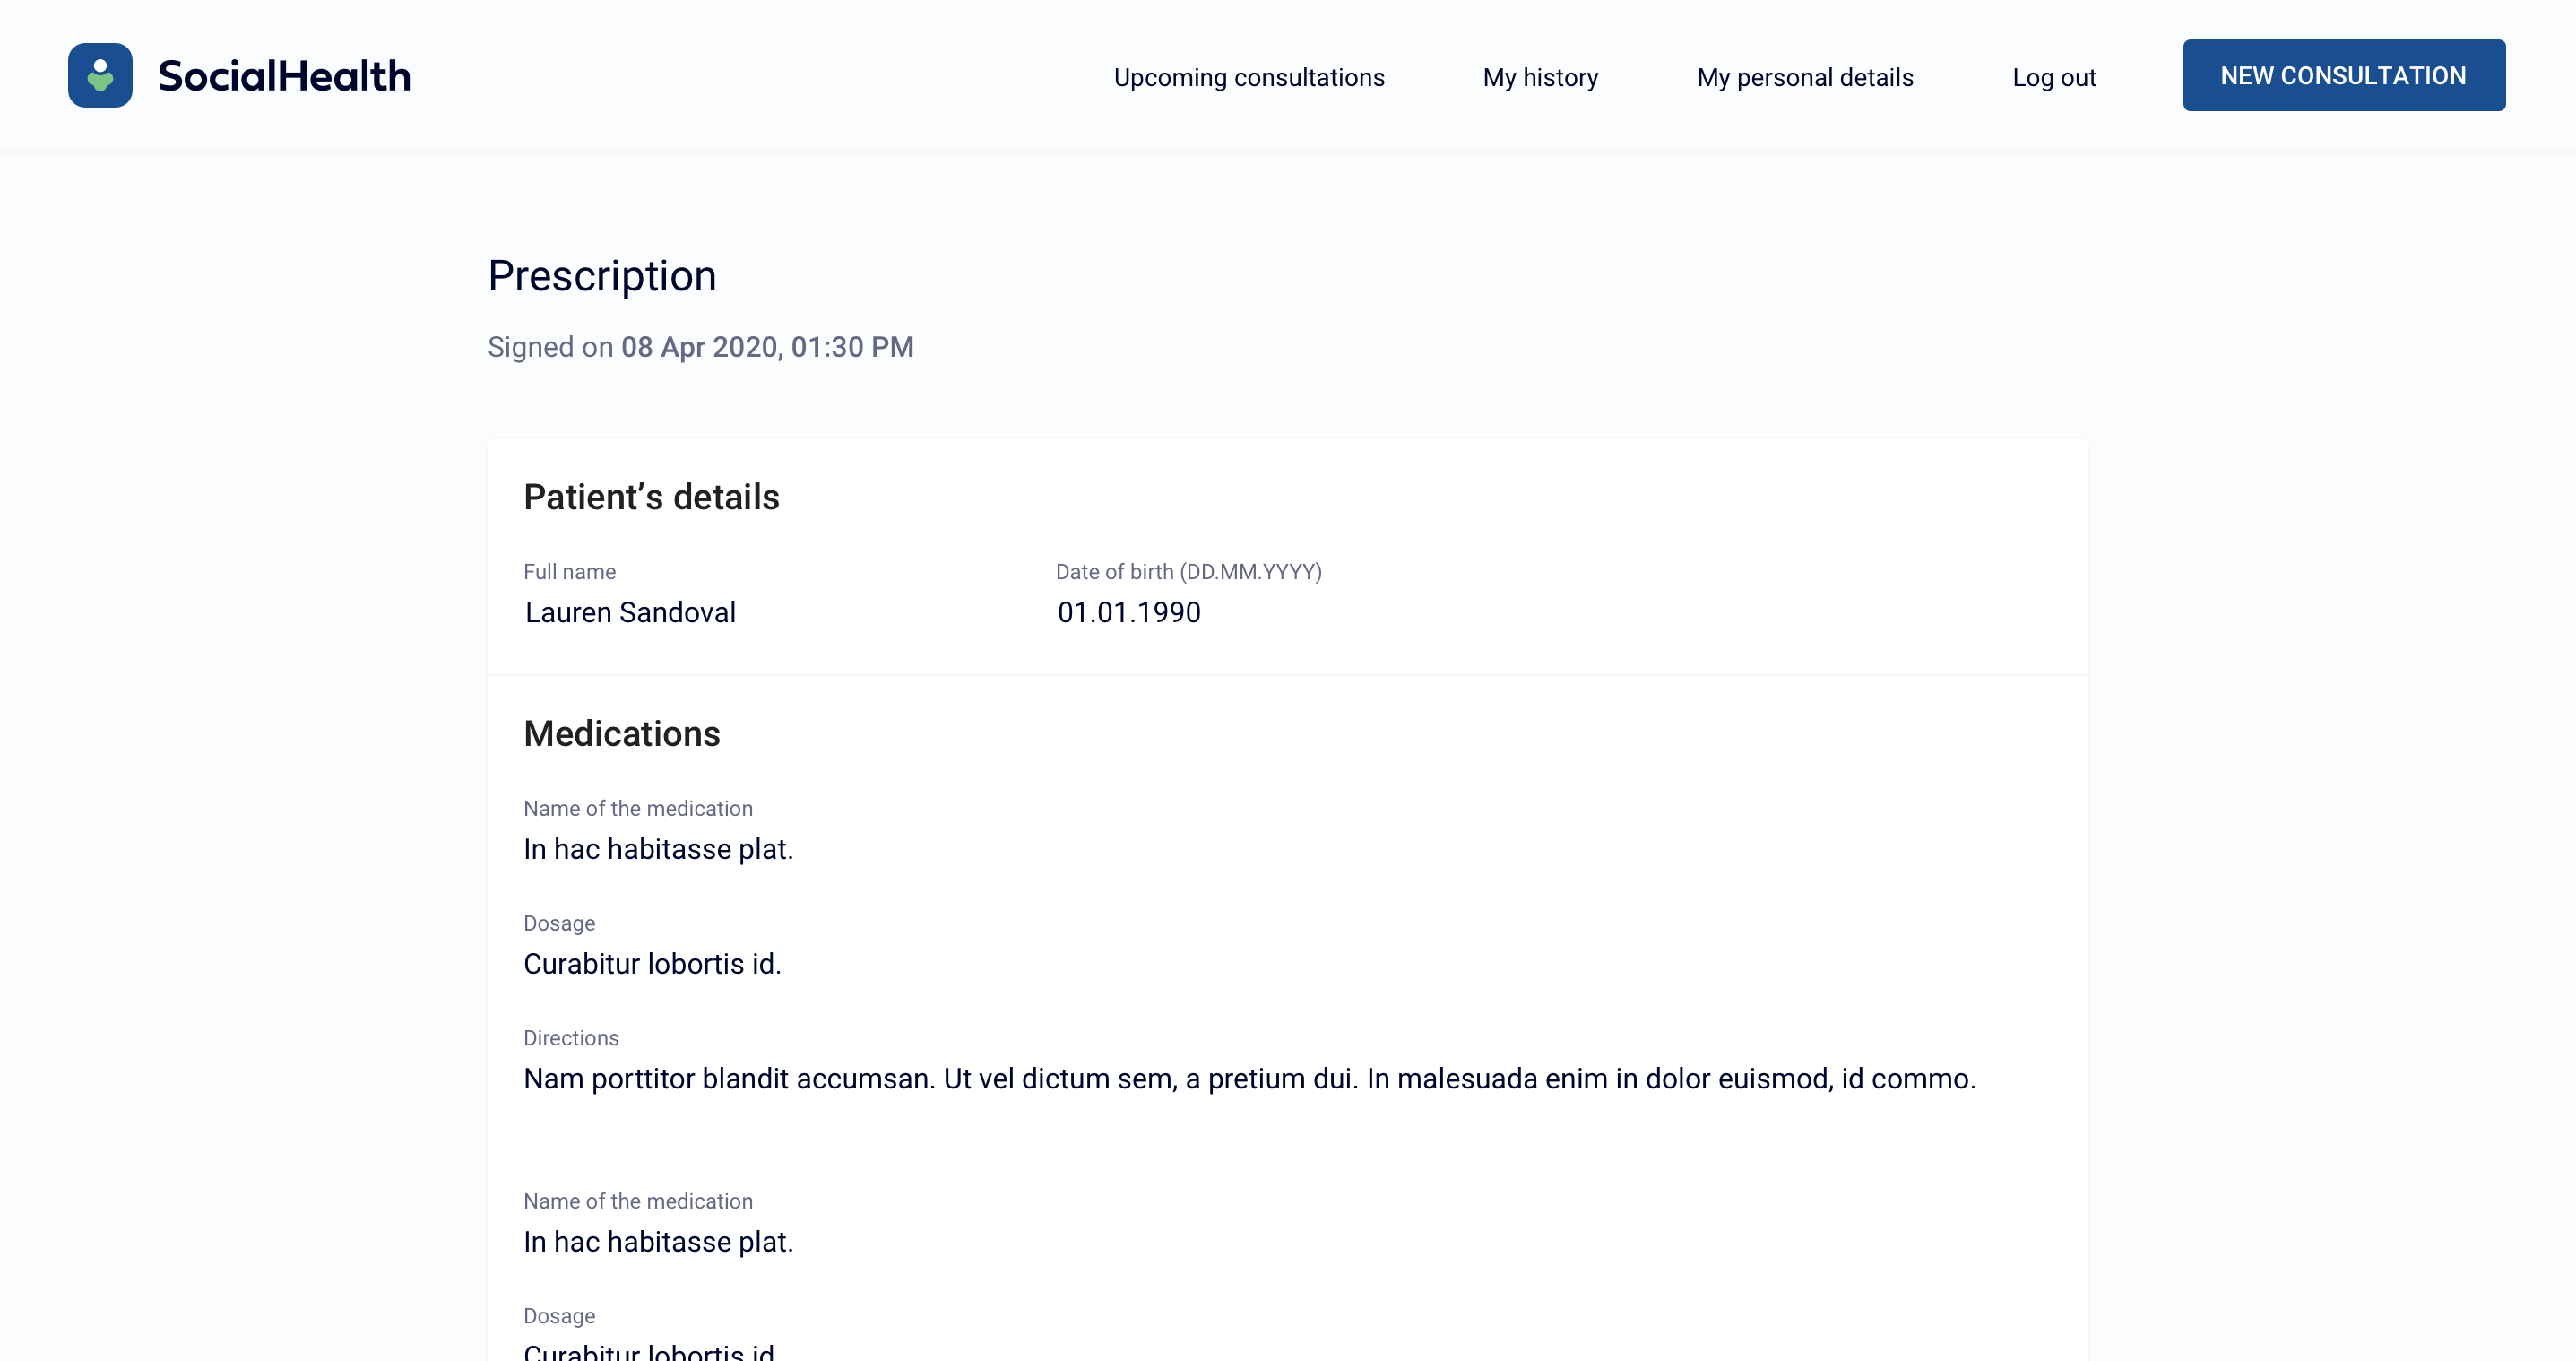 SocialHealth
Upcoming consultations
My history
My personal details
Log out
NEW CONSULTATION
Prescription
Signed on 08 Apr 2020, 01:30 PM
Patient’s details
Full name
Date of birth (DD.MM.YYYY)
Lauren Sandoval
01.01.1990
Medications
Name of the medication
In hac habitasse plat.
Dosage
Curabitur lobortis id.
Directions
Nam porttitor blandit accumsan. Ut vel dictum sem, a pretium dui. In malesuada enim in dolor euismod, id commo.
Name of the medication
In hac habitasse plat.
Dosage
Curabitur lobortis id